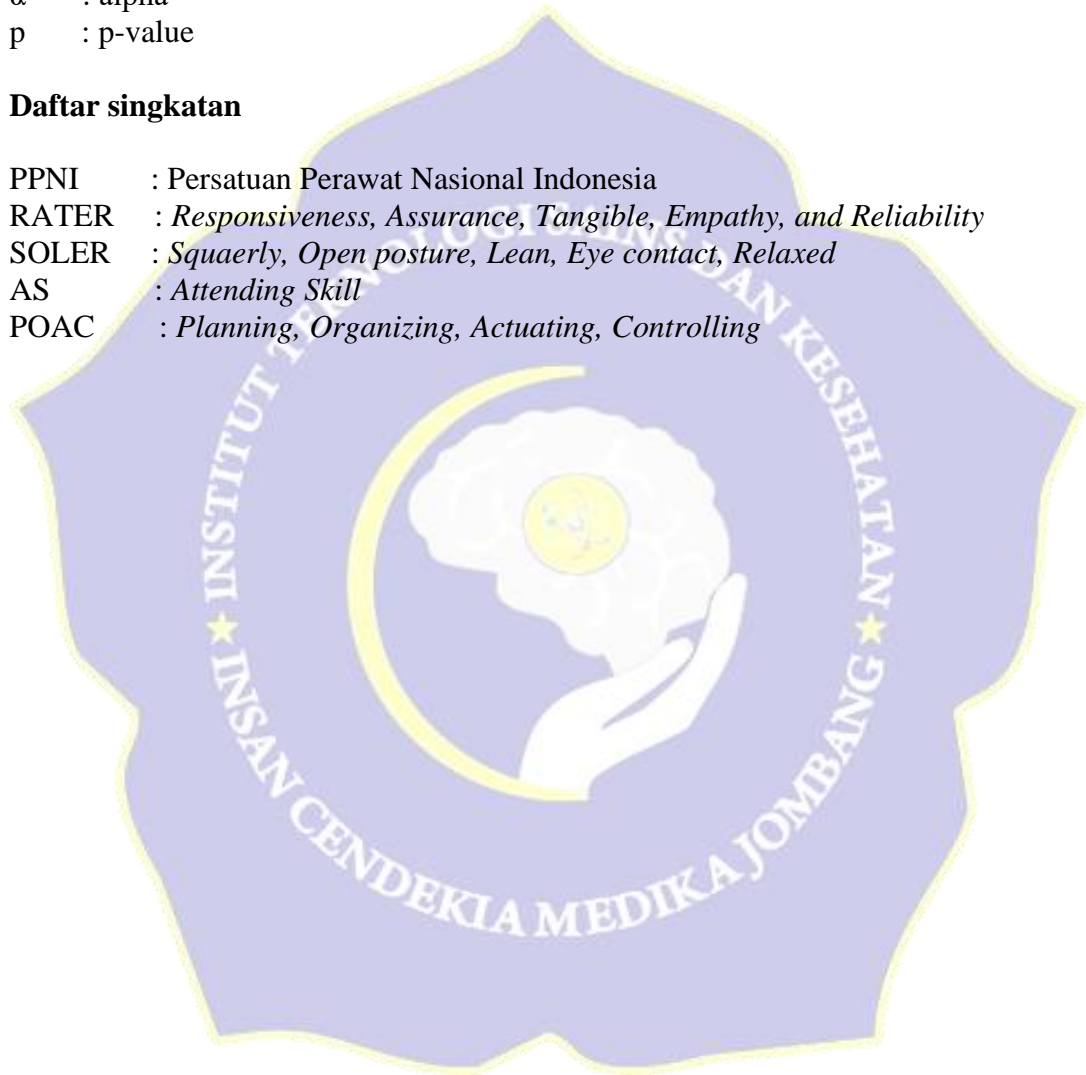 α : alpha
p : p-value
Daftar singkatan
PPNI : Persatuan Perawat Nasional Indonesia
RATER : Responsiveness, Assurance, Tangible, Empathy, and Reliability
SOLER : Squaerly, Open posture, Lean, Eye contact, Relaxed
AS : Attending Skill
POAC : Planning, Organizing, Actuating, Controlling
INSTITUT TEKNOLOGI SAINS DAN KESEHATAN
INSAN CENDEKIA MEDIKA JOMBANG